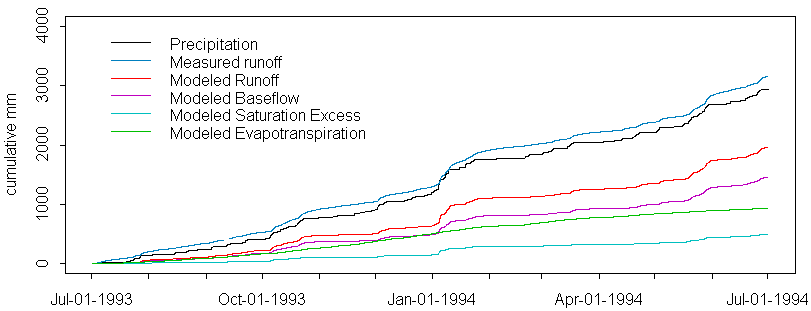 4000
3000
2000
1000
0
cumulative mm
Precipitation
Measured runoff
Modeled Runoff
Modeled Baseflow
Modeled Saturation Excess
Modeled Evapotranspiration
Jul-01-1993 Oct-01-1993 Jan-01-1994 Apr-01-1994 Jul-01-1994